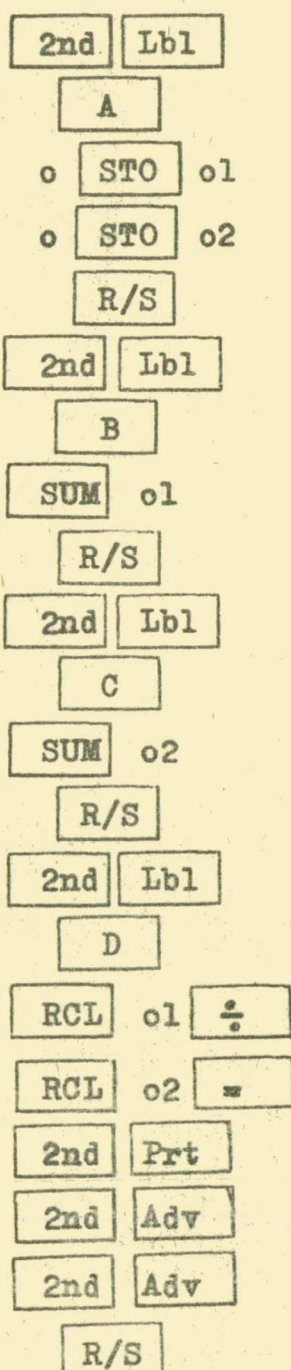 2nd Lbl
A
o STO o1
o STO o2
R/S
2nd Lbl
B
SUM o1
R/S
2nd Lbl
C
SUM o2
R/S
2nd Lbl
D
RCL o1 ÷
RCL o2 =
2nd Prt
2nd Adv
2nd Adv
R/S